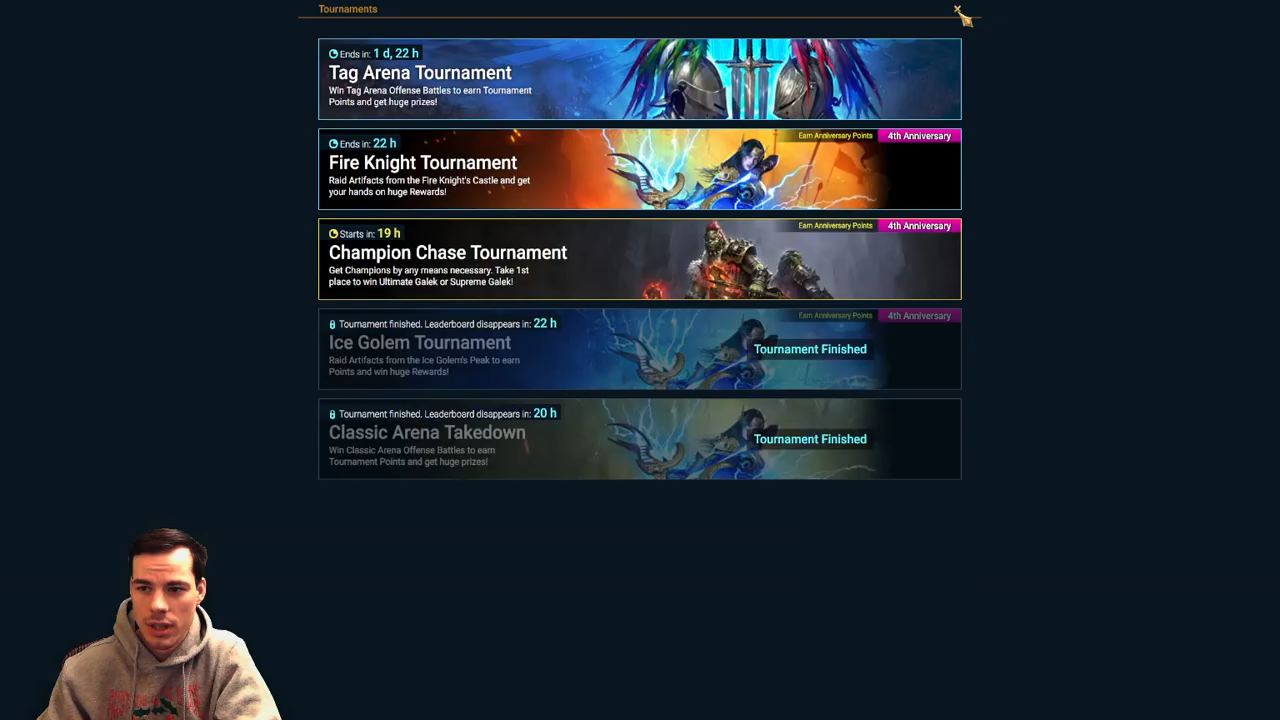 Tournaments
Ends in: 1 d, 22 h
Tag Arena Tournament
Win Tag Arena Offense Battles to earn Tournament
Points and get huge prizes!
Ends in: 22 h
Earn Anniversary Points
4th Anniversary
Fire Knight Tournament
Raid Artifacts from the Fire Knight's Castle and get
your hands on huge Rewards!
Starts in: 19 h
Earn Anniversary Points
4th Anniversary
Champion Chase Tournament
Get Champions by any means necessary. Take 1st
place to win Ultimate Galek or Supreme Galek!
Tournament finished. Leaderboard disappears in: 22 h
Earn Anniversary Points
4th Anniversary
Ice Golem Tournament
Tournament Finished
Raid Artifacts from the Ice Golem's Peak to earn
Points and win huge Rewards!
Tournament finished. Leaderboard disappears in: 20 h
Classic Arena Takedown
Tournament Finished
Win Classic Arena Offense Battles to earn
Tournament Points and get huge prizes!